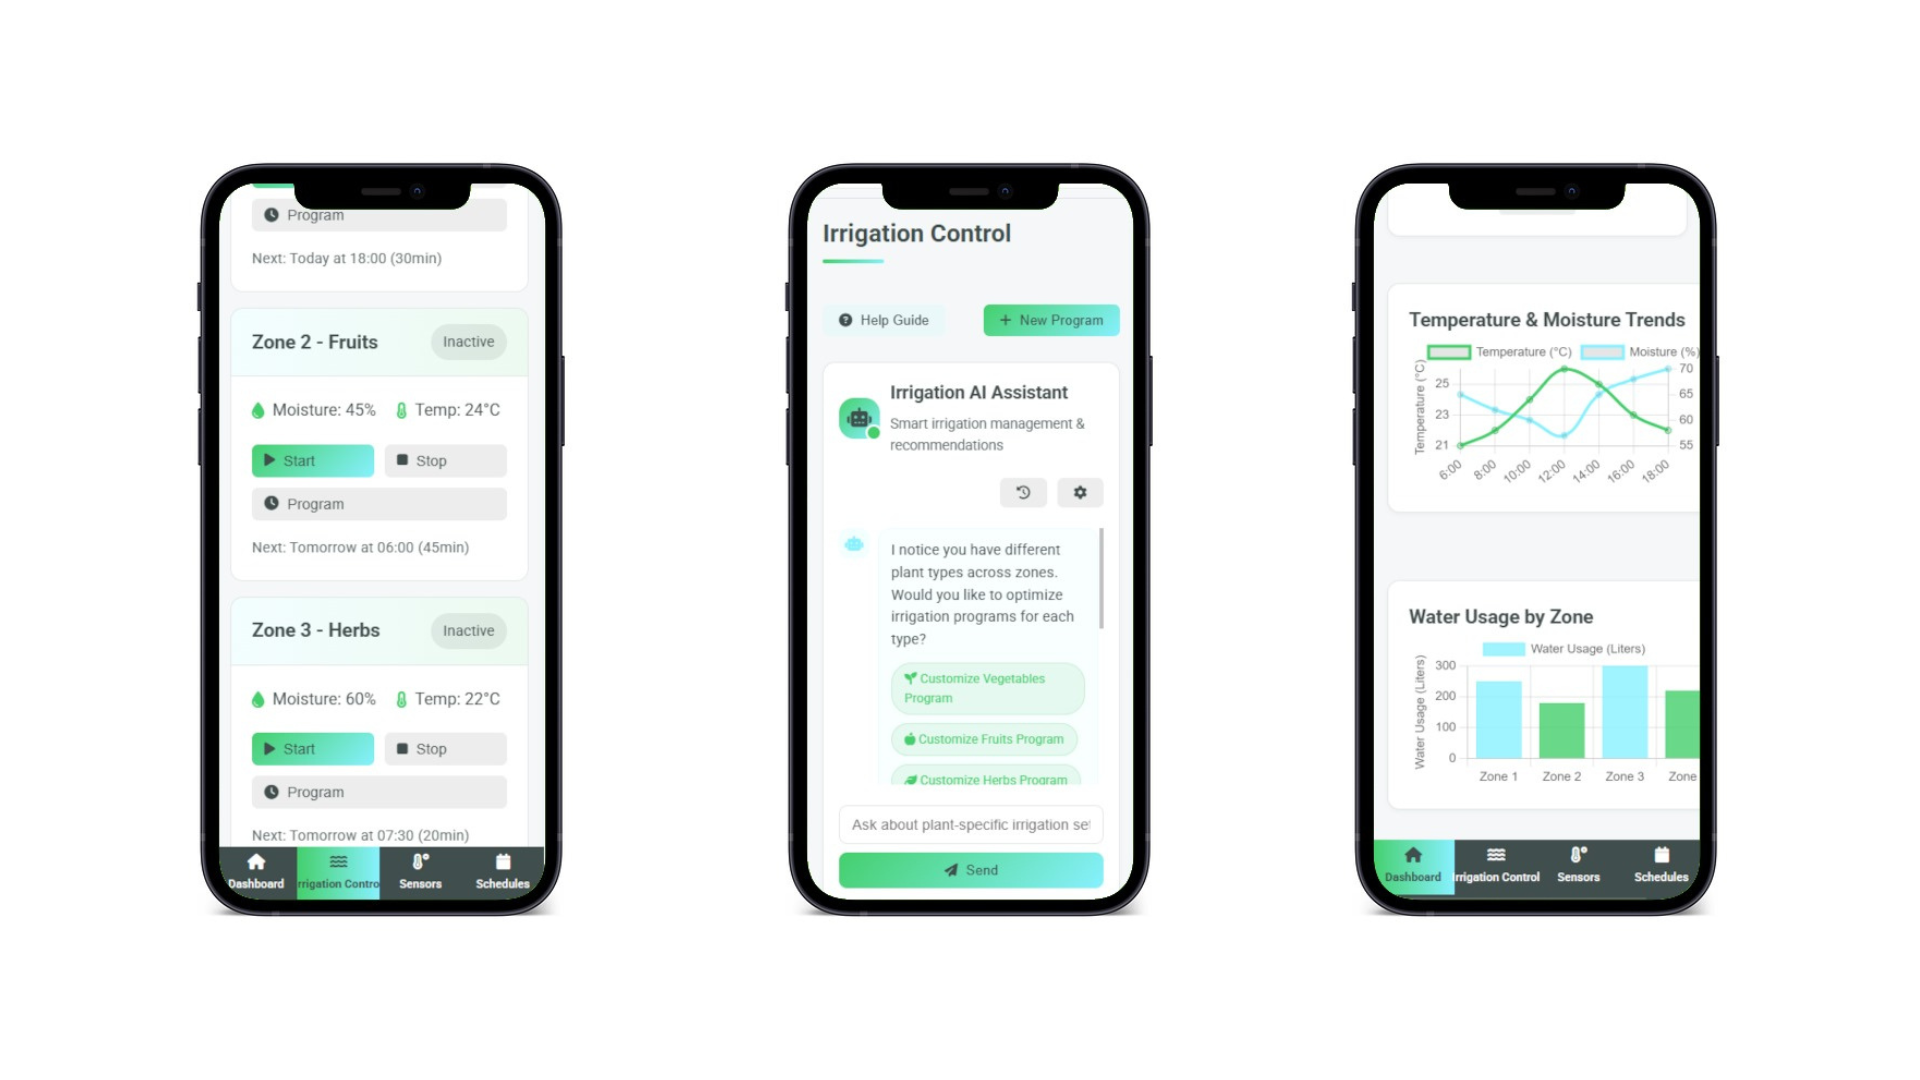 Program
Next: Today at 18:00 (30min)
Zone 2 - Fruits
Inactive
Moisture: 45%
Temp: 24°C
Start
Stop
Program
Next: Tomorrow at 06:00 (45min)
Zone 3 - Herbs
Inactive
Moisture: 60%
Temp: 22°C
Start
Stop
Program
Next: Tomorrow at 07:30 (20min)
Dashboard
rrigation Contro
Sensors
Schedules
Irrigation Control
Help Guide
+ New Program
Irrigation AI Assistant
Smart irrigation management &
recommendations
I notice you have different
plant types across zones.
Would you like to optimize
irrigation programs for each
type?
Customize Vegetables
Program
Customize Fruits Program
Customize Herbs Program
Ask about plant-specific irrigation se
Send
Temperature & Moisture Trends
Temperature (°C)
Moisture (%)
Temperature (°C)
25
23
21
70
65
60
55
6:00
8:00
10:00
12:00
14:00
16:00
18:00
Water Usage by Zone
Water Usage (Liters)
Water Usage (Liters)
300
200
100
0
Zone 1
Zone 2
Zone 3
Zone
Dashboard
Irrigation Control
Sensors
Schedules